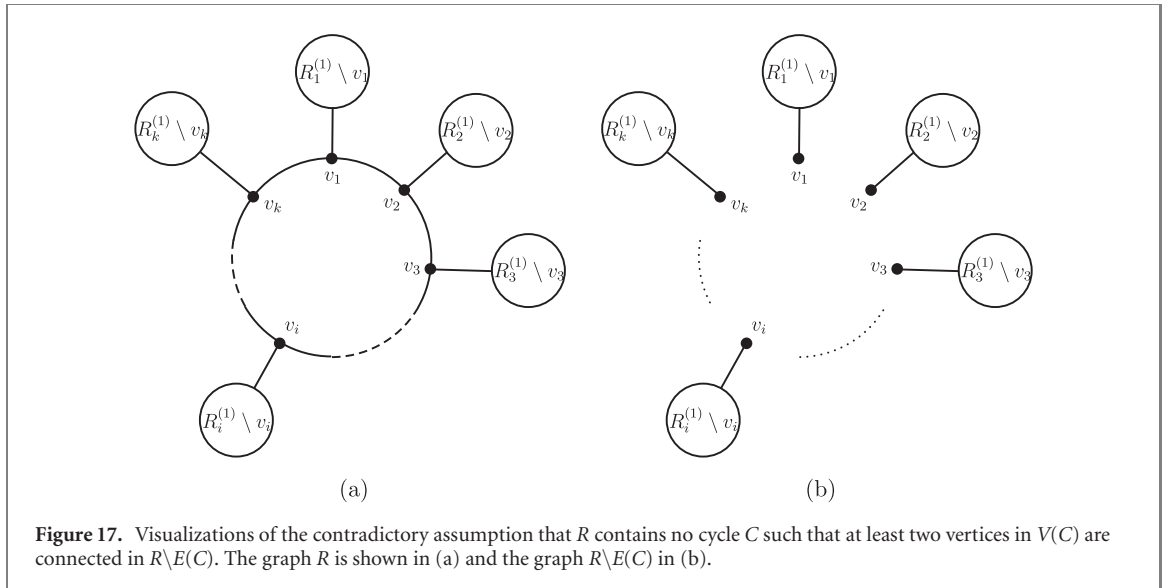 R_1^{(1)} \ v_1
R_k^{(1)} \ v_k
R_2^{(1)} \ v_2
v_1
v_k
v_2
v_3
R_3^{(1)} \ v_3
v_i
R_i^{(1)} \ v_i
(a)
R_1^{(1)} \ v_1
R_k^{(1)} \ v_k
R_2^{(1)} \ v_2
v_1
v_k
v_2
v_3
R_3^{(1)} \ v_3
v_i
R_i^{(1)} \ v_i
(b)
Figure 17. Visualizations of the contradictory assumption that R contains no cycle C such that at least two vertices in V(C) are
connected in R\E(C). The graph R is shown in (a) and the graph R\E(C) in (b).